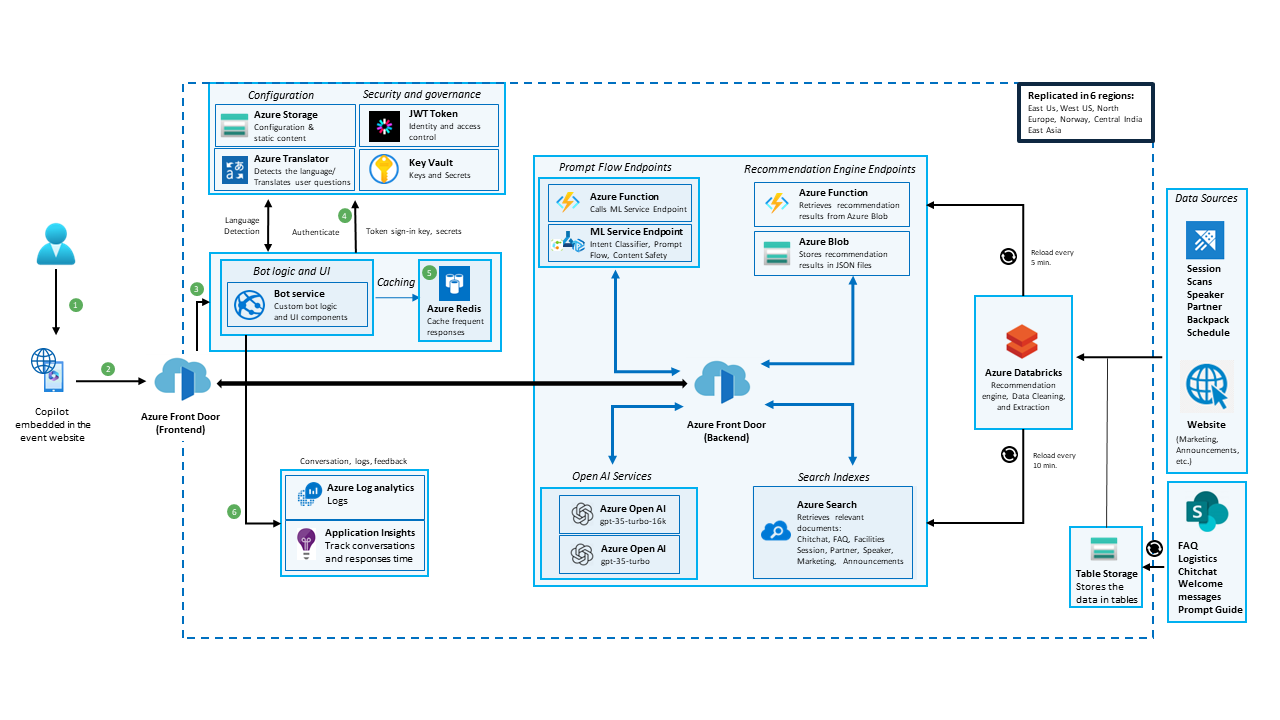 Configuration
Azure Storage
Configuration &
static content
Azure Translator
Detects the language/
Translates user questions
Security and governance
JWT Token
Identity and access
control
Key Vault
Keys and Secrets
Replicated in 6 regions:
East Us, West US, North
Europe, Norway, Central India
East Asia
Language
Detection
Authenticate
4
Token sign-in key, secrets
1
2
3
Copilot
embedded in the
event website
Azure Front Door
(Frontend)
Bot logic and UI
Bot service
Custom bot logic
and UI components
Caching
5
Azure Redis
Cache frequent
responses
Conversation, logs, feedback
6
Azure Log analytics
Logs
Application Insights
Track conversations
and responses time
Prompt Flow Endpoints
Azure Function
Calls ML Service Endpoint
ML Service Endpoint
Intent Classifier, Prompt
Flow, Content Safety
Recommendation Engine Endpoints
Azure Function
Retrieves recommendation
results from Azure Blob
Azure Blob
Stores recommendation
results in JSON files
Azure Front Door
(Backend)
Open AI Services
Azure Open AI
gpt-35-turbo-16k
Azure Open AI
gpt-35-turbo
Search Indexes
Azure Search
Retrieves relevant
documents:
Chitchat, FAQ, Facilities
Session, Partner, Speaker,
Marketing, Announcements
Reload every
5 min.
Azure Databricks
Recommendation
engine, Data Cleaning,
and Extraction
Reload every
10 min.
Data Sources
Session
Scans
Speaker
Partner
Backpack
Schedule
Website
(Marketing,
Announcements,
etc.)
Table Storage
Stores the
data in tables
S
FAQ
Logistics
Chitchat
Welcome
messages
Prompt Guide